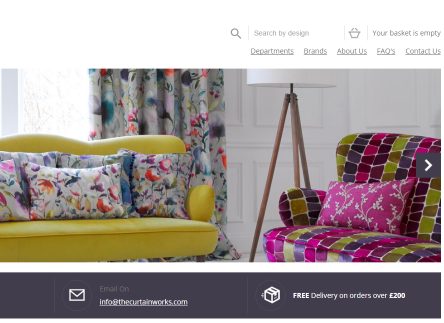 Search by design
Your basket is empty
Departments Brands About Us FAQ's Contact Us
Email On
info@thecurtainworks.com
FREE Delivery on orders over £200